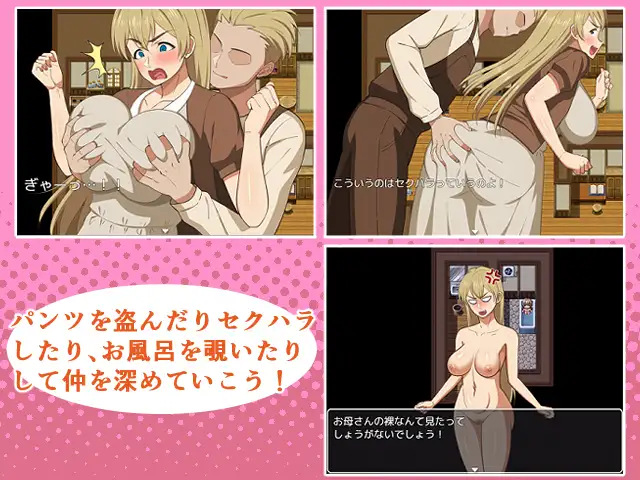 ぎゃーっ…！！
こういうのはセクハラっていうのよ！
パンツを盗んだりセクハラ
したり、お風呂を覗いたり
して仲を深めていこう！
お母さんの裸なんて見たって
しょうがないでしょう！